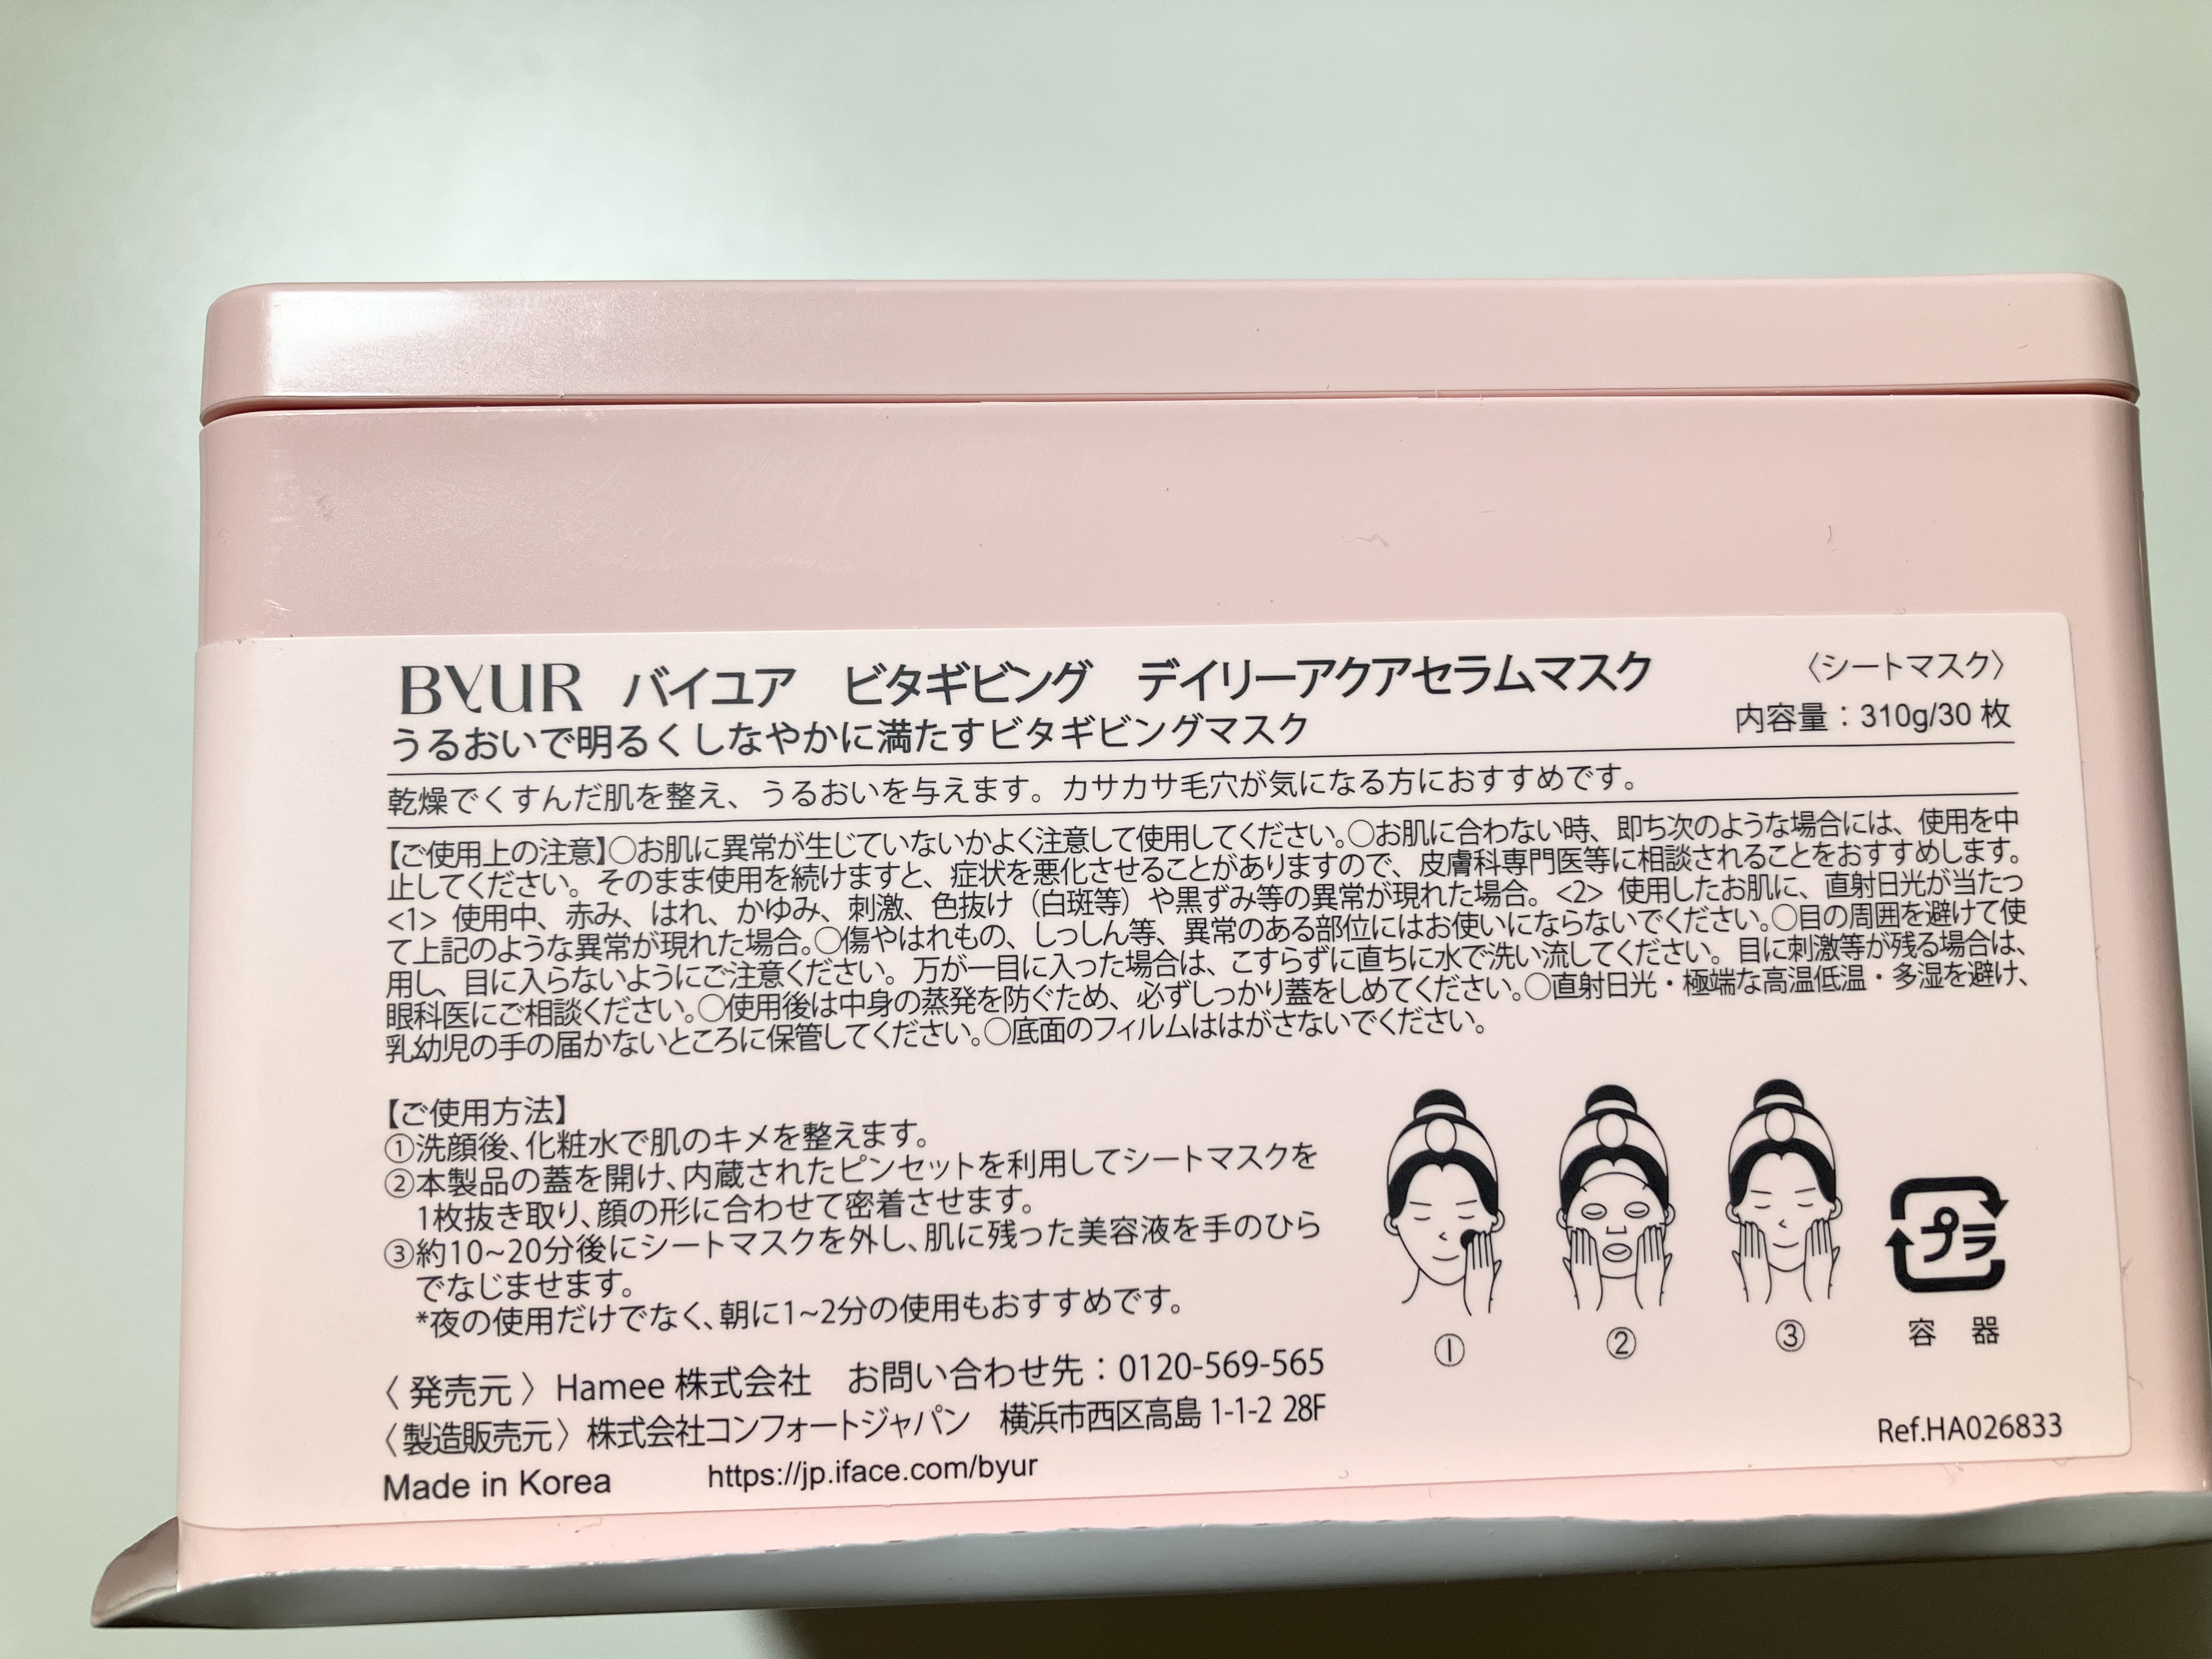 BYUR バイユア ビタギビング デイリーアクアセラムマスク 〈シートマスク〉
うるおいで明るくしなやかに満たすビタギビングマスク 内容量：310g/30 枚
乾燥でくすんだ肌を整え、うるおいを与えます。カサカサ毛穴が気になる方におすすめです。
【ご使用上の注意】○お肌に異常が生じていないかよく注意して使用してください。○お肌に合わない時、即ち次のような場合には、使用を中
止してください。そのまま使用を続けますと、症状を悪化させることがありますので、皮膚科専門医等に相談されることをおすすめします。
<1> 使用中、赤み、はれ、かゆみ、刺激、色抜け（白斑等）や黒ずみ等の異常が現れた場合。<2> 使用したお肌に、直射日光が当たっ
て上記のような異常が現れた場合。○傷やはれもの、しっしん等、異常のある部位にはお使いにならないでください。○目の周囲を避けて使
用し、目に入らないようにご注意ください。万が一目に入った場合は、こすらずに直ちに水で洗い流してください。目に刺激等が残る場合は、
眼科医にご相談ください。○使用後は中身の蒸発を防ぐため、必ずしっかり蓋をしめてください。○直射日光・極端な高温低温・多湿を避け、
乳幼児の手の届かないところに保管してください。○底面のフィルムははがさないでください。
【ご使用方法】
①洗顔後、化粧水で肌のキメを整えます。
②本製品の蓋を開け、内蔵されたピンセットを利用してシートマスクを
1枚抜き取り、顔の形に合わせて密着させます。
③約10~20分後にシートマスクを外し、肌に残った美容液を手のひら
でなじませます。
*夜の使用だけでなく、朝に1~2分の使用もおすすめです。
① ② ③
プラ
容 器
〈 発売元 〉Hamee 株式会社 お問い合わせ先：0120-569-565
〈 製造販売元 〉株式会社コンフォートジャパン 横浜市西区高島 1-1-2 28F
Made in Korea https://jp.iface.com/byur
Ref.HA026833